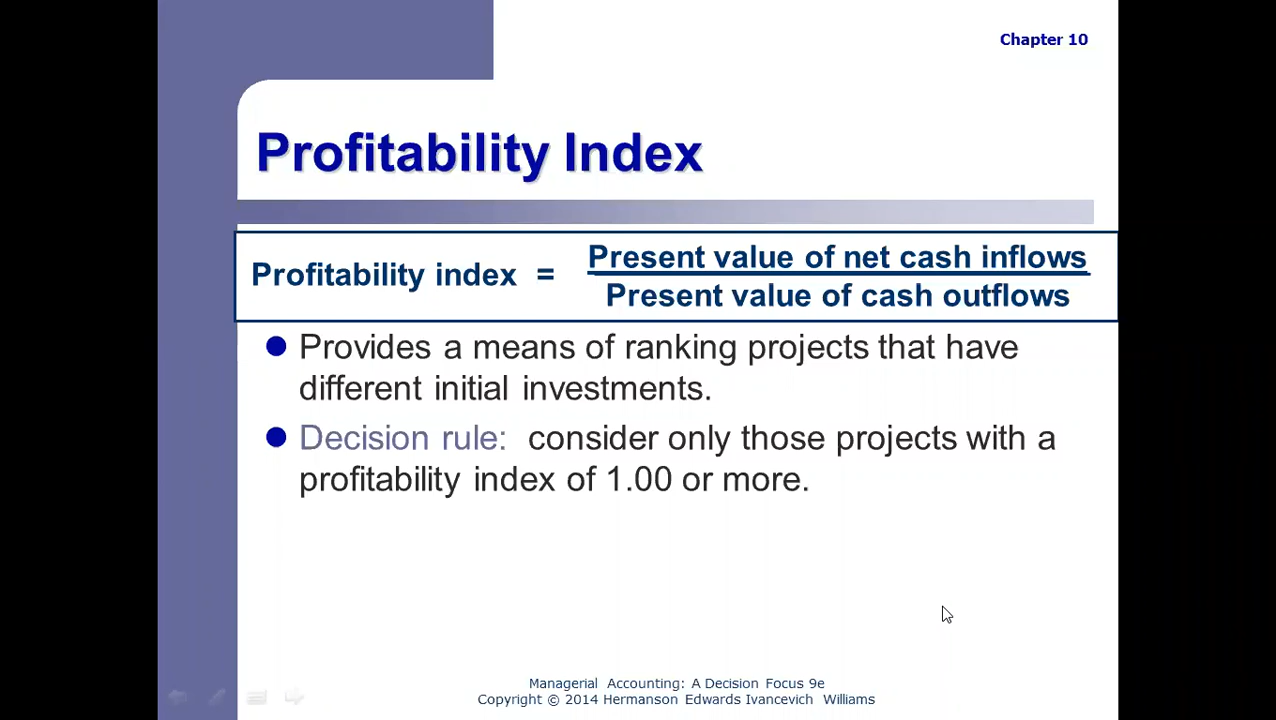 Chapter 10
Profitability Index
Profitability index = Present value of net cash inflows
Present value of cash outflows
Provides a means of ranking projects that have
different initial investments.
Decision rule: consider only those projects with a
profitability index of 1.00 or more.
Managerial Accounting: A Decision Focus 9e
Copyright © 2014 Hermanson Edwards Ivancevich Williams